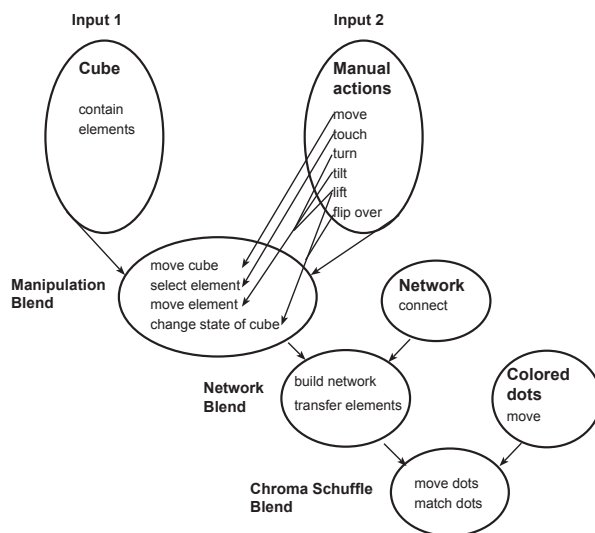 Input 1
Input 2
Cube
contain
elements
Manual
actions
move
touch
turn
tilt
lift
flip over
Manipulation
Blend
move cube
select element
move element
change state of cube
Network
connect
Network
Blend
build network
transfer elements
Colored
dots
move
Chroma Schuffle
Blend
move dots
match dots